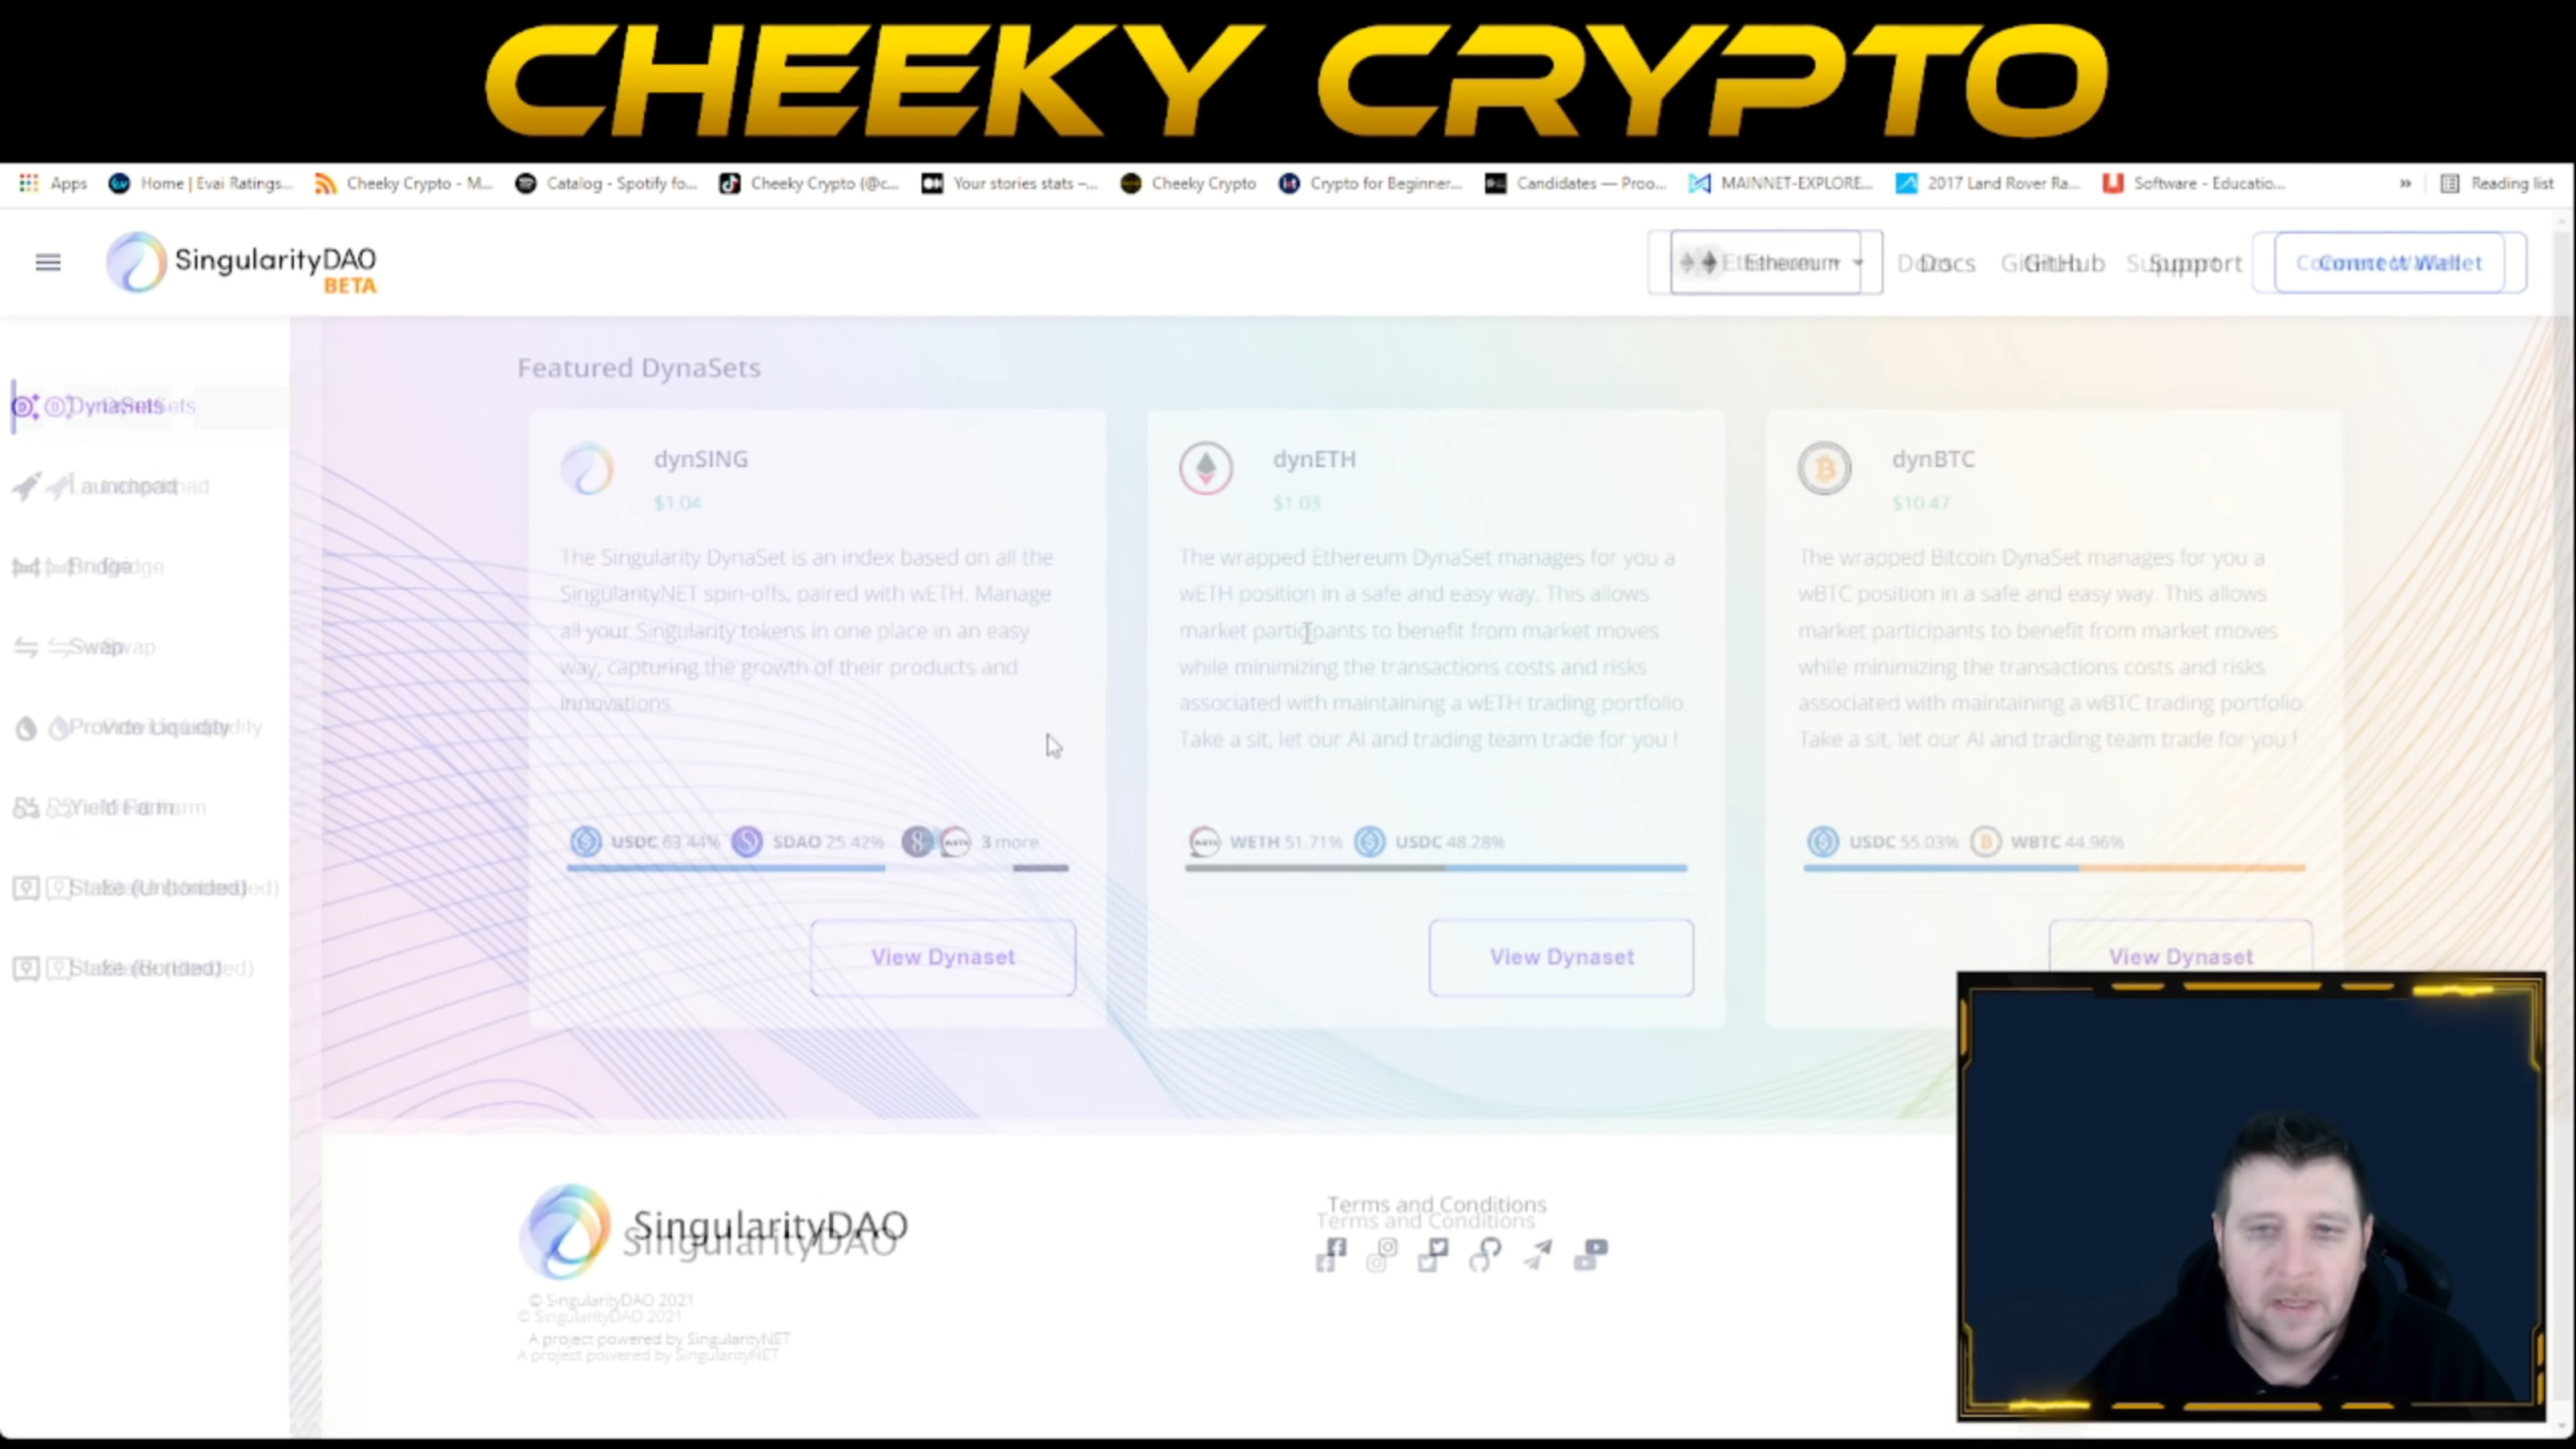 CHEEKY CRYPTO
Apps Home | Evai Ratings... Cheeky Crypto - M... Catalog - Spotify fo... Cheeky Crypto (@c... Your stories stats –... Cheeky Crypto Crypto for Beginner... Candidates — Proo... MAINNET-EXPLORE... 2017 Land Rover Ra... Software - Educatio... » Reading list
SingularityDAO
BETA
Ethereum Docs GitHub Support Connect Wallet
DynaSets
Launchpad
Bridge
Swap
Provide Liquidity
Yield Farm
Stake (Unbonded)
Stake (Bonded)
Featured DynaSets
dynSING
$1.04
The Singularity DynaSet is an index based on all the
SingularityNET spin-offs, paired with wETH. Manage
all your Singularity tokens in one place in an easy
way, capturing the growth of their products and
innovations.
USDC 63.44% SDAO 25.42% 3 more
View Dynaset
dynETH
$1.03
The wrapped Ethereum DynaSet manages for you a
wETH position in a safe and easy way. This allows
market participants to benefit from market moves
while minimizing the transactions costs and risks
associated with maintaining a wETH trading portfolio.
Take a sit, let our AI and trading team trade for you !
WETH 51.71% USDC 48.28%
View Dynaset
dynBTC
$10.47
The wrapped Bitcoin DynaSet manages for you a
wBTC position in a safe and easy way. This allows
market participants to benefit from market moves
while minimizing the transactions costs and risks
associated with maintaining a wBTC trading portfolio.
Take a sit, let our AI and trading team trade for you !
USDC 55.03% WBTC 44.96%
View Dynaset
SingularityDAO
SingularityDAO
© SingularityDAO 2021
© SingularityDAO 2021
A project powered by SingularityNET
A project powered by SingularityNET
Terms and Conditions
Terms and Conditions